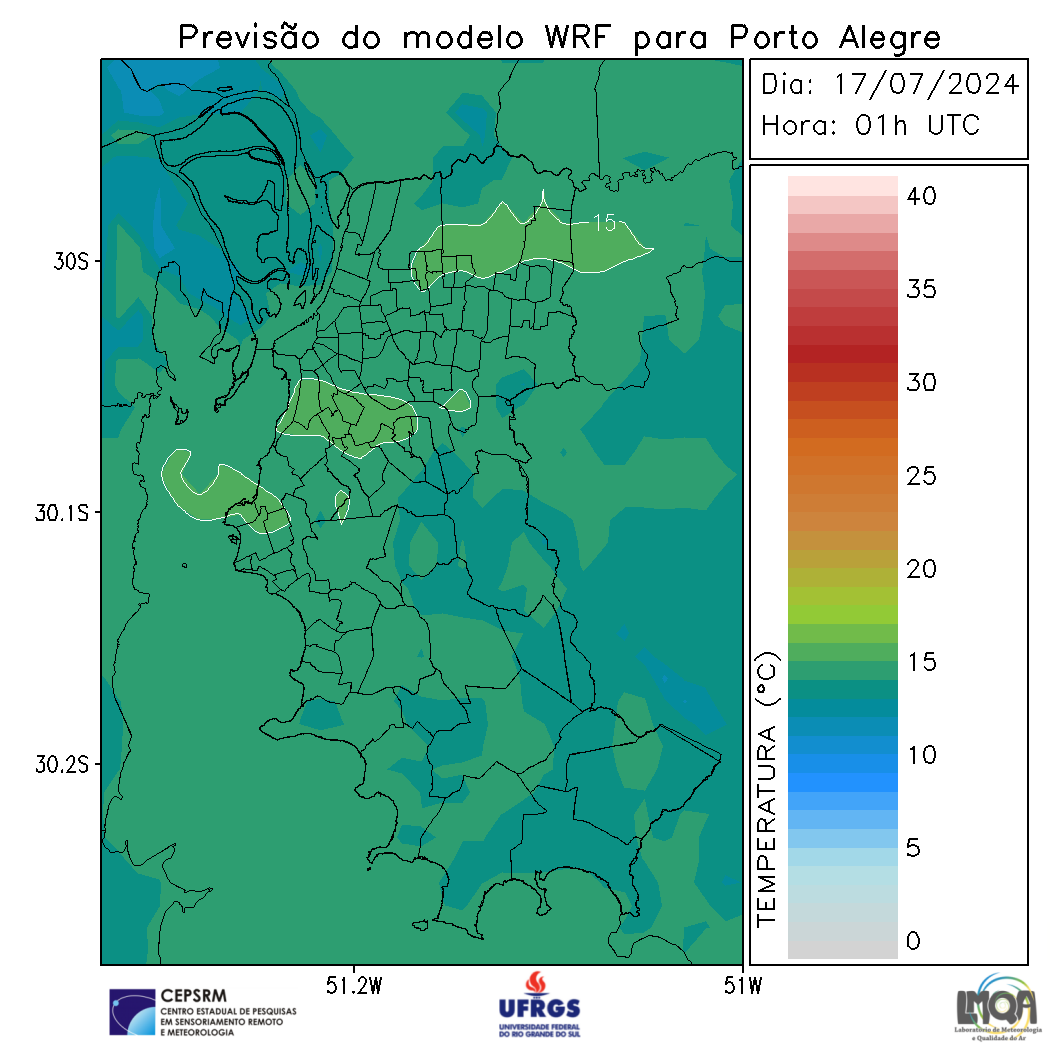 Previsão do modelo WRF para Porto Alegre
Dia: 17/07/2024
Hora: 01h UTC
15
30S
30.1S
30.2S
51.2W
51W
40
35
30
25
20
15
10
5
0
TEMPERATURA (°C)
CEPSRM
CENTRO ESTADUAL DE PESQUISAS
EM SENSORIAMENTO REMOTO
E METEOROLOGIA
UFRGS
UNIVERSIDADE FEDERAL
DO RIO GRANDE DO SUL
LMQA
Laboratório de Meteorologia
e Qualidade do Ar